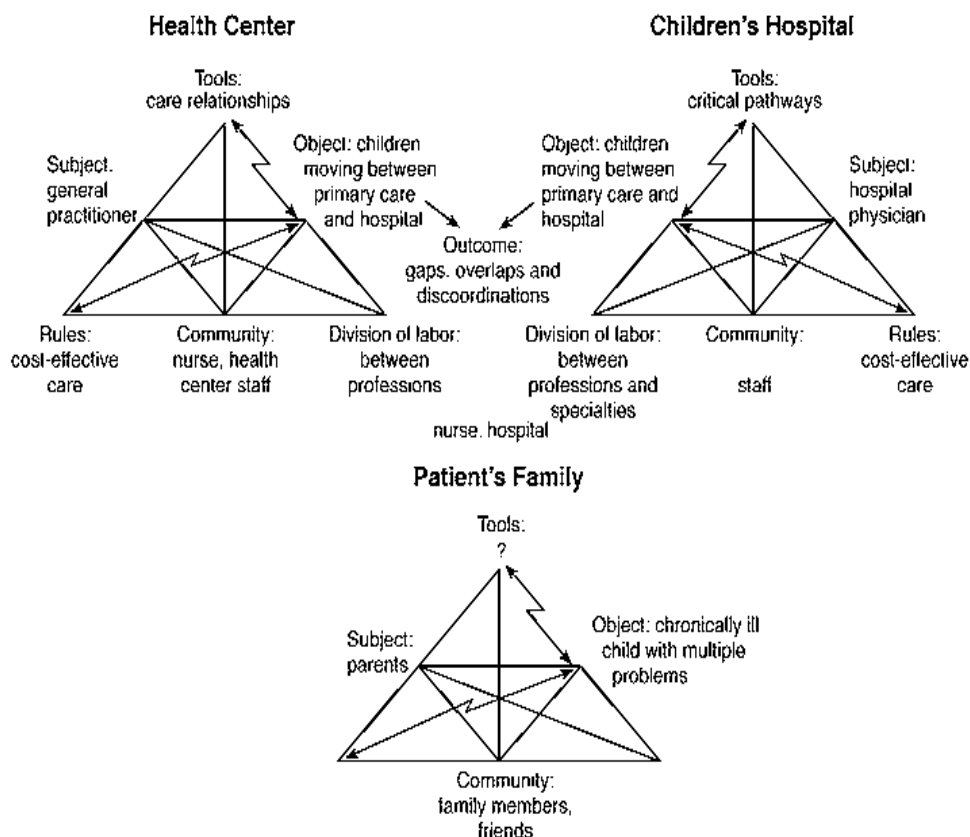 Health Center
Tools:
care relationships
Subject.
general
practitioner
Object: children
moving between
primary care
and hospital
Rules:
cost-effective
care
Community:
nurse, health
center staff
Division of labor:
between
professions
Outcome:
gaps. overlaps and
discoordinations
Children's Hospital
Tools:
critical pathways
Object: children
moving between
primary care and
hospital
Subject:
hospital
physician
Division of labor:
between
professions and
specialties
Community:
staff
Rules:
cost-effective
care
nurse. hospital
Patient's Family
Tools:
?
Subject:
parents
Object: chronically ill
child with multiple
problems
Community:
family members,
friends